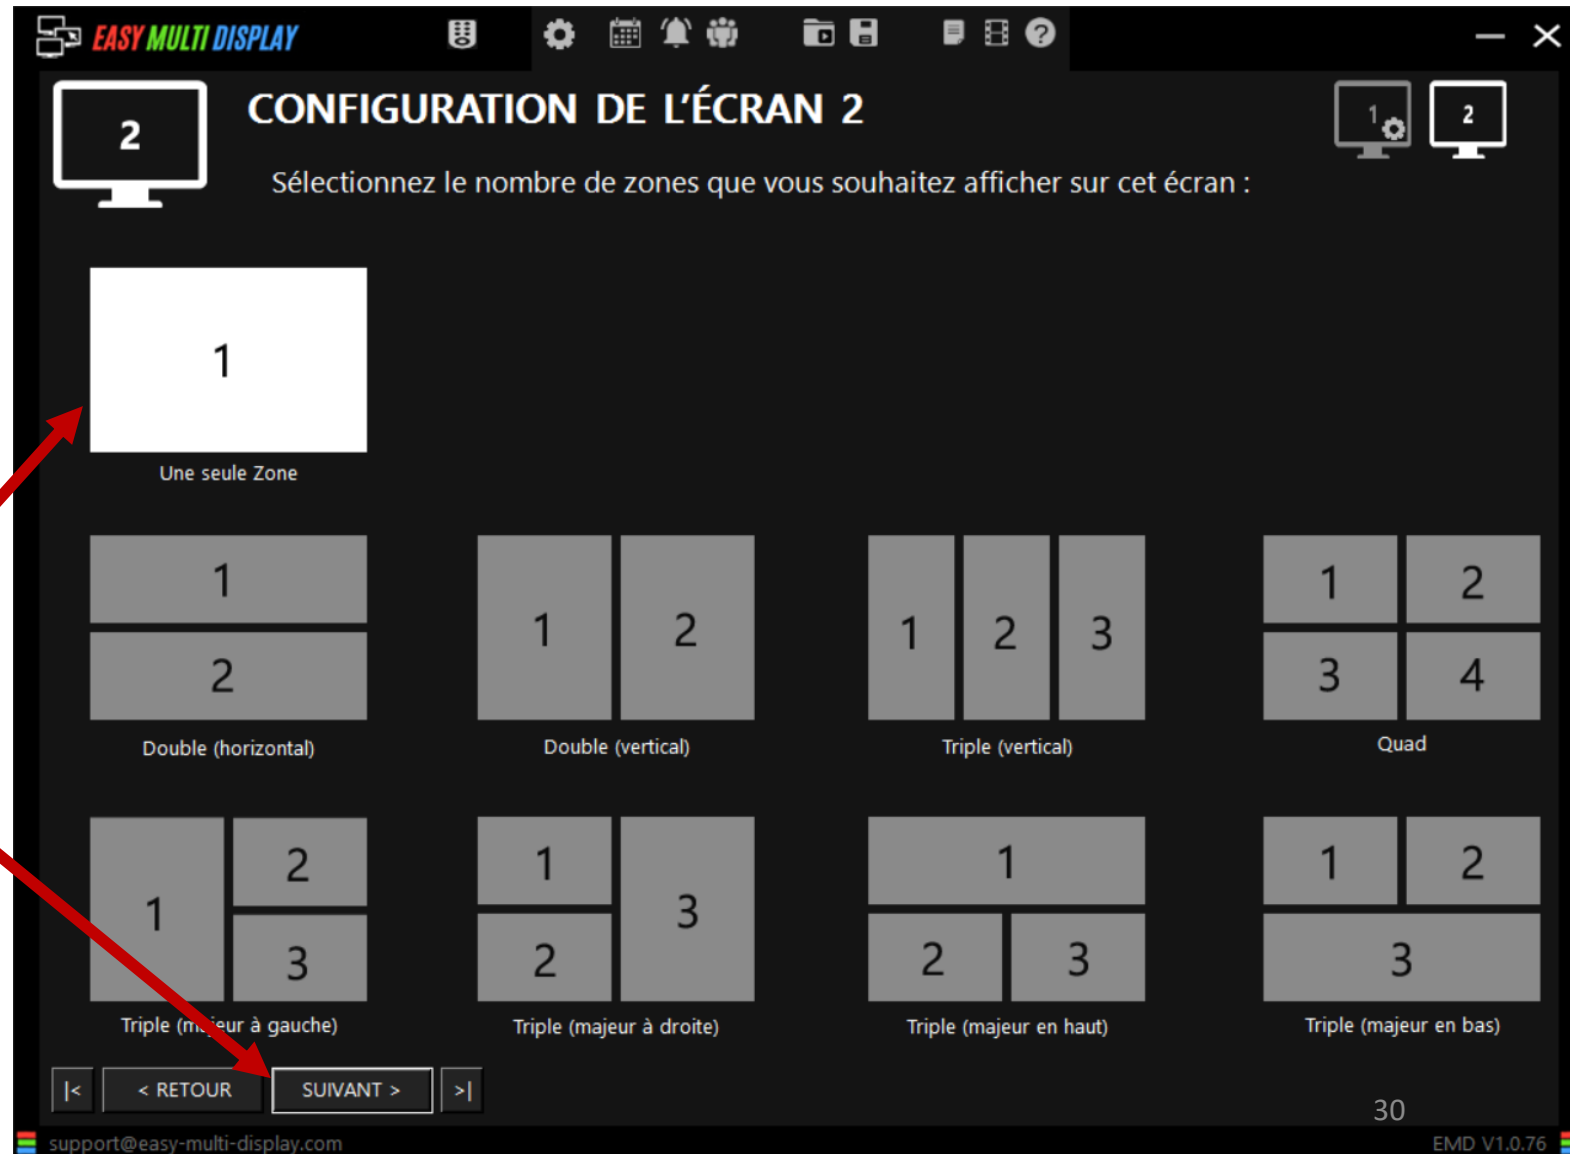 EASY MULTI DISPLAY
2
CONFIGURATION DE L'ÉCRAN 2
1
2
Sélectionnez le nombre de zones que vous souhaitez afficher sur cet écran :
1
Une seule Zone
1
2
Double (horizontal)
1 2
Double (vertical)
1 2 3
Triple (vertical)
1 2
3 4
Quad
1 2
3
Triple (majeur à gauche)
1
2 3
Triple (majeur à droite)
1
2 3
Triple (majeur en haut)
1 2
3
Triple (majeur en bas)
|< < RETOUR SUIVANT > >|
30
support@easy-multi-display.com
EMD V1.0.76